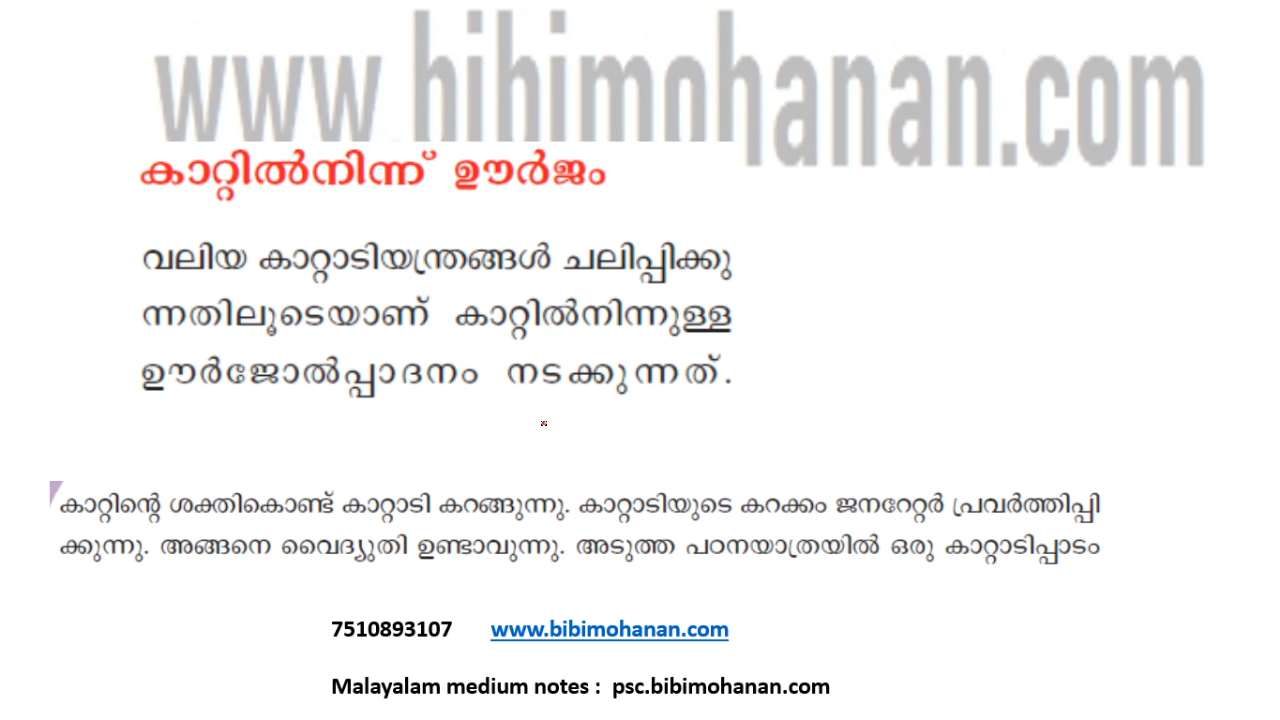 www.bibimohanan.com
കാറ്റിൽനിന്ന് ഊർജം
വലിയ കാറ്റാടിയന്ത്രങ്ങൾ ചലിപ്പിക്കു
ന്നതിലൂടെയാണ് കാറ്റിൽനിന്നുള്ള
ഊർജോൽപ്പാദനം നടക്കുന്നത്.
കാറ്റിന്റെ ശക്തികൊണ്ട് കാറ്റാടി കറങ്ങുന്നു. കാറ്റാടിയുടെ കറക്കം ജനറേറ്റർ പ്രവർത്തിപ്പി
ക്കുന്നു. അങ്ങനെ വൈദ്യുതി ഉണ്ടാവുന്നു. അടുത്ത പഠനയാത്രയിൽ ഒരു കാറ്റാടിപ്പാടം
7510893107 www.bibimohanan.com
Malayalam medium notes : psc.bibimohanan.com